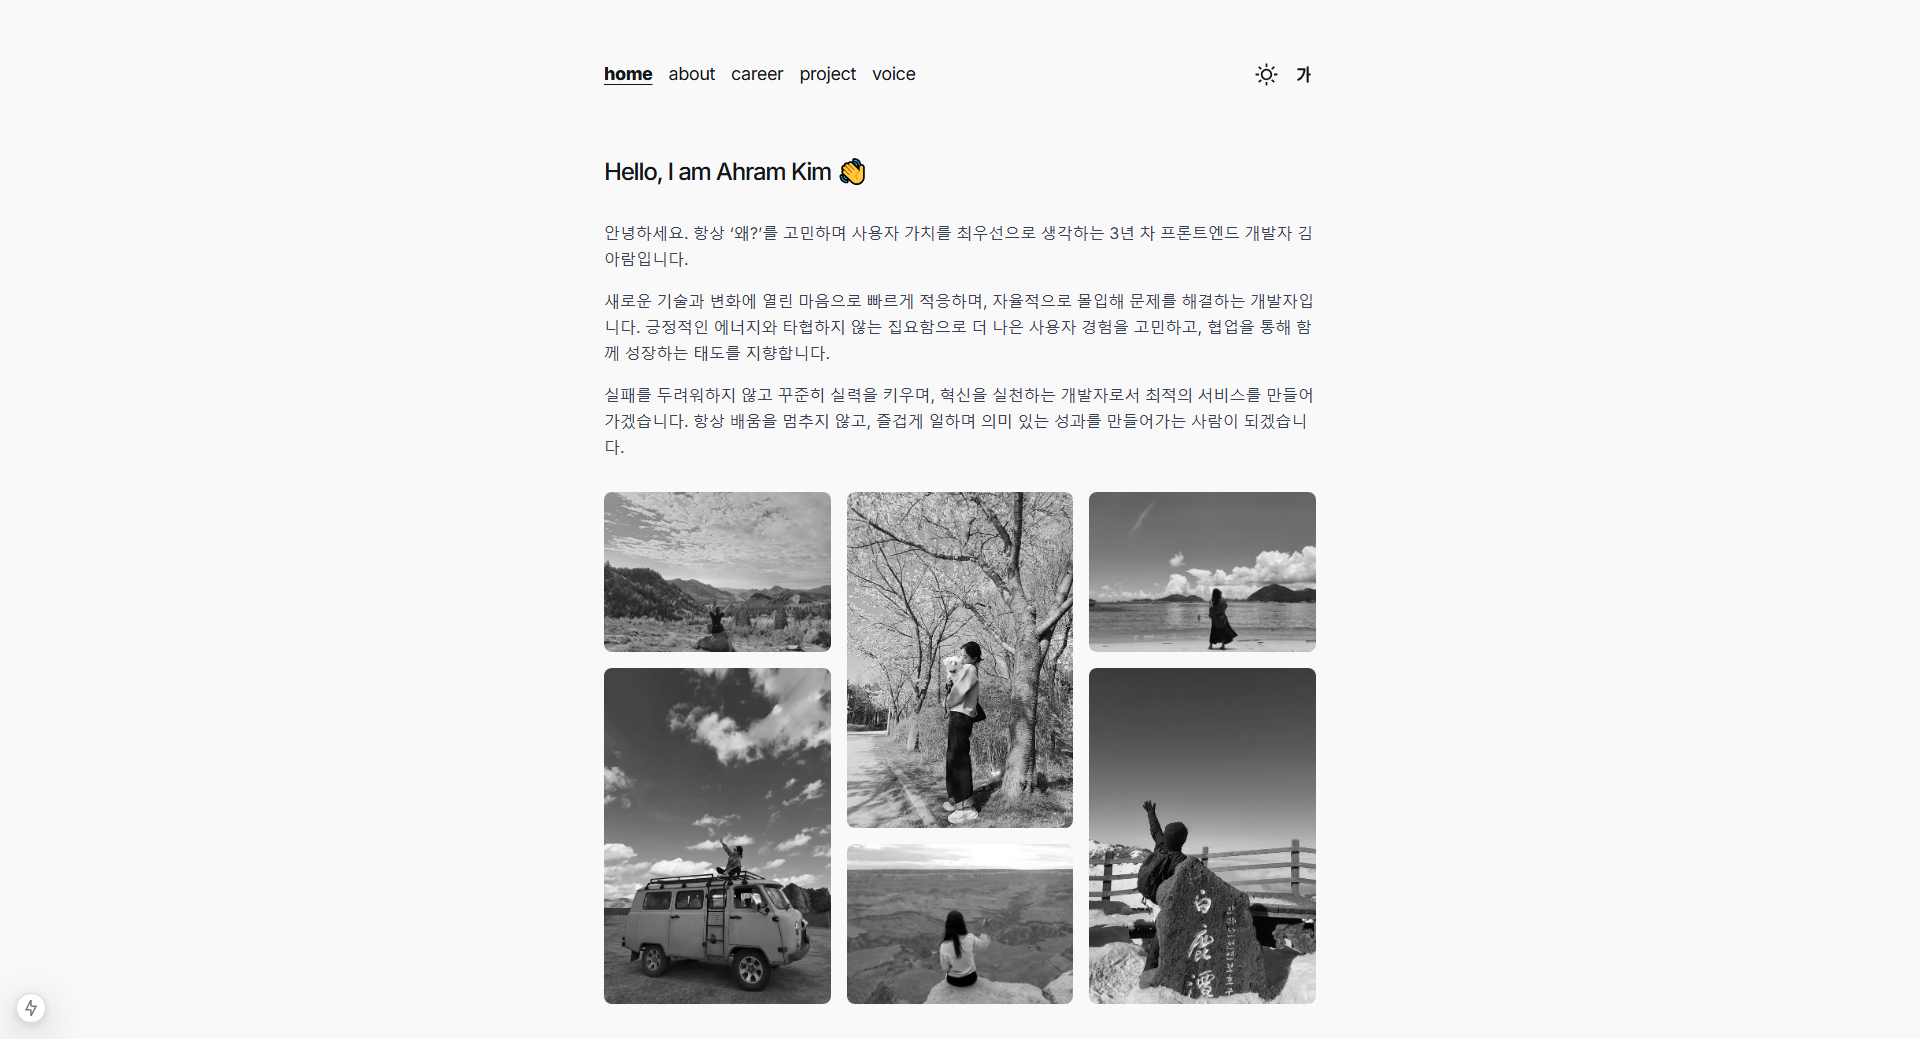 home about career project voice 가
Hello, I am Ahram Kim 👋
안녕하세요. 항상 ‘왜?’를 고민하며 사용자 가치를 최우선으로 생각하는 3년 차 프론트엔드 개발자 김
아람입니다.
새로운 기술과 변화에 열린 마음으로 빠르게 적응하며, 자율적으로 몰입해 문제를 해결하는 개발자입
니다. 긍정적인 에너지와 타협하지 않는 집요함으로 더 나은 사용자 경험을 고민하고, 협업을 통해 함
께 성장하는 태도를 지향합니다.
실패를 두려워하지 않고 꾸준히 실력을 키우며, 혁신을 실천하는 개발자로서 최적의 서비스를 만들어
가겠습니다. 항상 배움을 멈추지 않고, 즐겁게 일하며 의미 있는 성과를 만들어가는 사람이 되겠습니
다.
白鹿潭